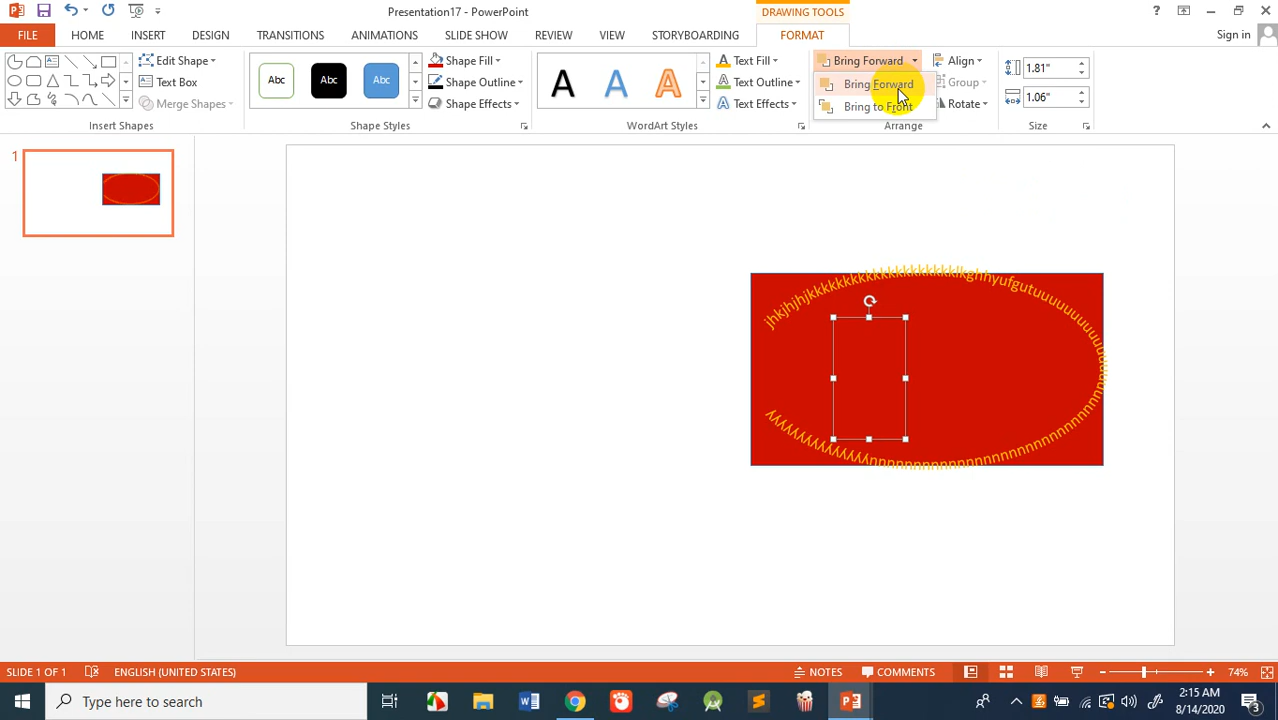 Presentation17 - PowerPoint
DRAWING TOOLS
?
FILE HOME INSERT DESIGN TRANSITIONS ANIMATIONS SLIDE SHOW REVIEW VIEW STORYBOARDING FORMAT Sign in
Edit Shape
Text Box
Merge Shapes
Insert Shapes
Abc Abc Abc
Shape Fill
Shape Outline
Shape Effects
Shape Styles
A A A
Text Fill
Text Outline
Text Effects
WordArt Styles
Bring Forward
Bring Forward
Bring to Front
Align
Group
Rotate
Arrange
1.81"
1.06"
Size
1
SLIDE 1 OF 1 ENGLISH (UNITED STATES) NOTES COMMENTS 74%
Type here to search
2:15 AM
8/14/2020
3